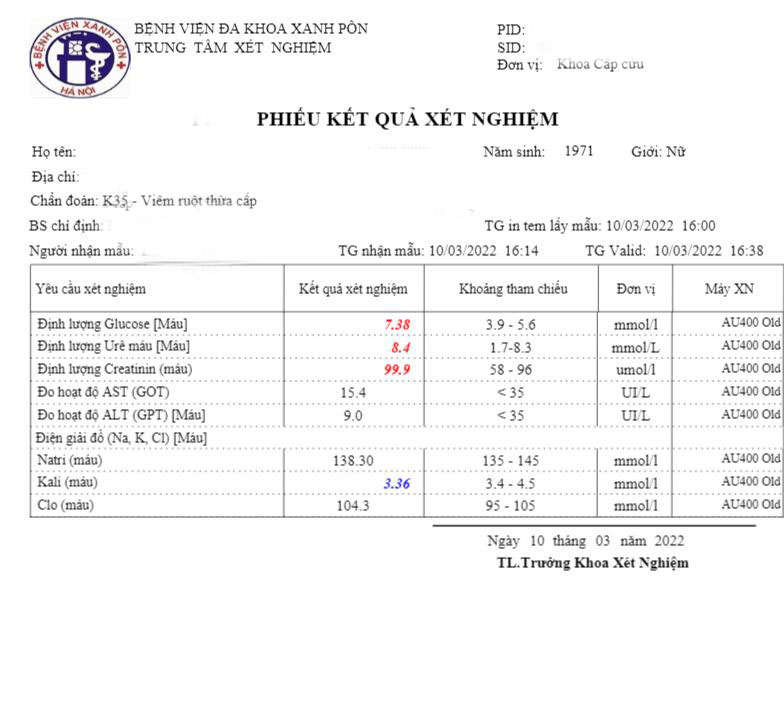 BỆNH VIỆN XANH PÔN
HÀ NỘI
BỆNH VIỆN ĐA KHOA XANH PÔN
TRUNG TÂM XÉT NGHIỆM
PID:
SID:
Đơn vị: Khoa Cấp cứu
PHIẾU KẾT QUẢ XÉT NGHIỆM
Họ tên: Năm sinh: 1971 Giới: Nữ
Địa chỉ:
Chẩn đoán: K35 - Viêm ruột thừa cấp
BS chỉ định: TG in tem lấy mẫu: 10/03/2022 16:00
Người nhận mẫu: TG nhận mẫu: 10/03/2022 16:14 TG Valid: 10/03/2022 16:38
Yêu cầu xét nghiệm Kết quả xét nghiệm Khoảng tham chiếu Đơn vị Máy XN
Định lượng Glucose [Máu] 7.38 3.9 - 5.6 mmol/l AU400 Old
Định lượng Urê máu [Máu] 8.4 1.7-8.3 mmol/L AU400 Old
Định lượng Creatinin (máu) 99.9 58 - 96 umol/l AU400 Old
Đo hoạt độ AST (GOT) 15.4 < 35 UI/L AU400 Old
Đo hoạt độ ALT (GPT) [Máu] 9.0 < 35 UI/L AU400 Old
Điện giải đồ (Na, K, Cl) [Máu]
Natri (máu) 138.30 135 - 145 mmol/l AU400 Old
Kali (máu) 3.36 3.4 - 4.5 mmol/l AU400 Old
Clo (máu) 104.3 95 - 105 mmol/l AU400 Old
Ngày 10 tháng 03 năm 2022
TL.Trưởng Khoa Xét Nghiệm